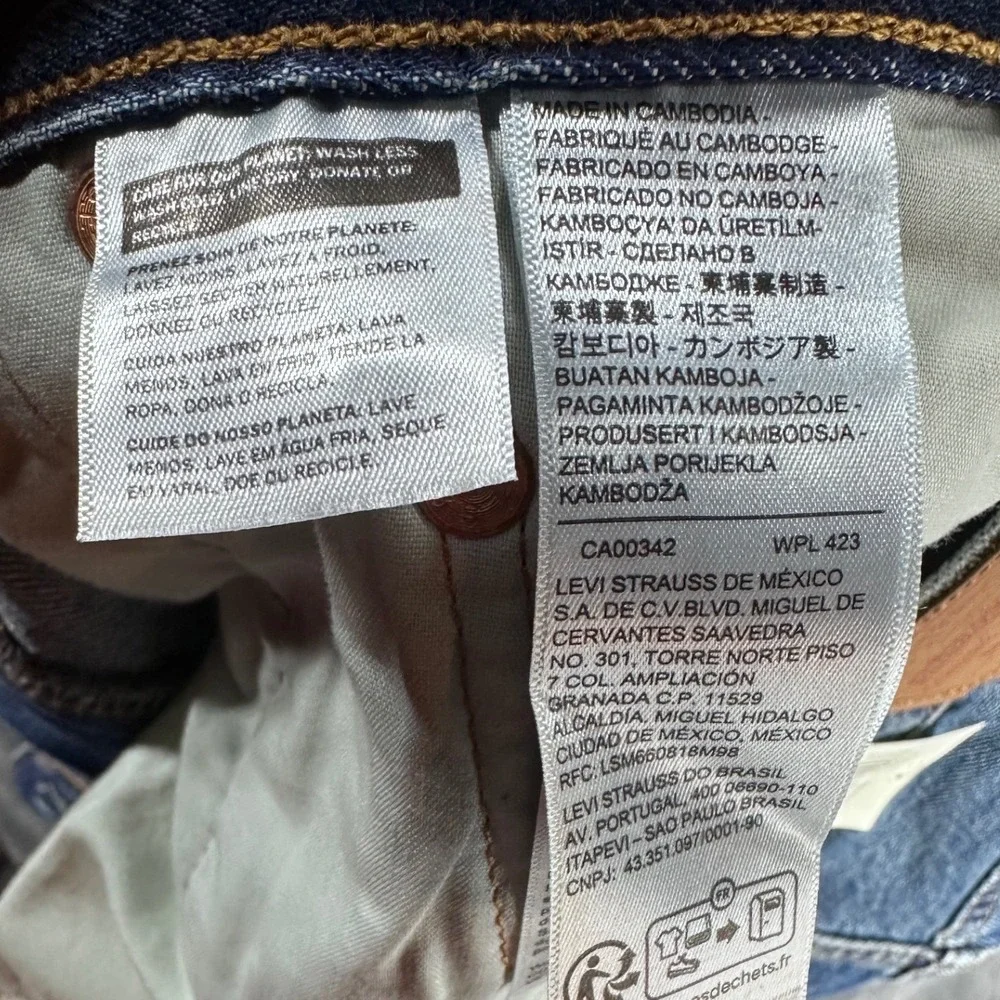 CARE FOR OUR PLANET: WASH LESS
WASH COLD, LINE DRY, DONATE OR
RECYCLE
PRENEZ SOIN DE NOTRE PLANETE:
LAVEZ MOINS, LAVEZ A FROID,
LAISSEZ SECHER NATURELLEMENT,
DONNEZ OU RECYCLEZ
CUIDA NUESTRO PLANETA: LAVA
MENOS, LAVA EN FRIO, TIENDE LA
ROPA, DONA O RECICLA.
CUIDE DO NOSSO PLANETA: LAVE
MENOS, LAVE EM ÁGUA FRIA, SEQUE
EM VARAL, DOE OU RECICLE.
MADE IN CAMBODIA -
FABRIQUÉ AU CAMBODGE -
FABRICADO EN CAMBOYA -
FABRICADO NO CAMBOJA -
KAMBOÇYA' DA ÜRETILM-
ISTIR - СДЕЛАНО В
КАМБОДЖЕ - 柬埔寨制造 -
柬埔寨製 - 제조국
캄보디아 - カンボジア製 -
BUATAN KAMBOJA -
PAGAMINTA KAMBODŽOJE -
PRODUSERT I KAMBODSJA -
ZEMLJA PORIJEKLA
KAMBODŽA
CA00342 WPL 423
LEVI STRAUSS DE MÉXICO
S.A. DE C.V.BLVD. MIGUEL DE
CERVANTES SAAVEDRA
NO. 301, TORRE NORTE PISO
7 COL. AMPLIACIÓN
GRANADA C.P. 11529
ALCALDÍA, MIGUEL HIDALGO
CIUDAD DE MÉXICO, MÉXICO
RFC: LSM660818M98
LEVI STRAUSS DO BRASIL
AV. PORTUGAL, 400 06690-110
ITAPEVI - SAO PAULO BRASIL
CNPJ: 43.351.097/0001-90
FR
esdechets.fr